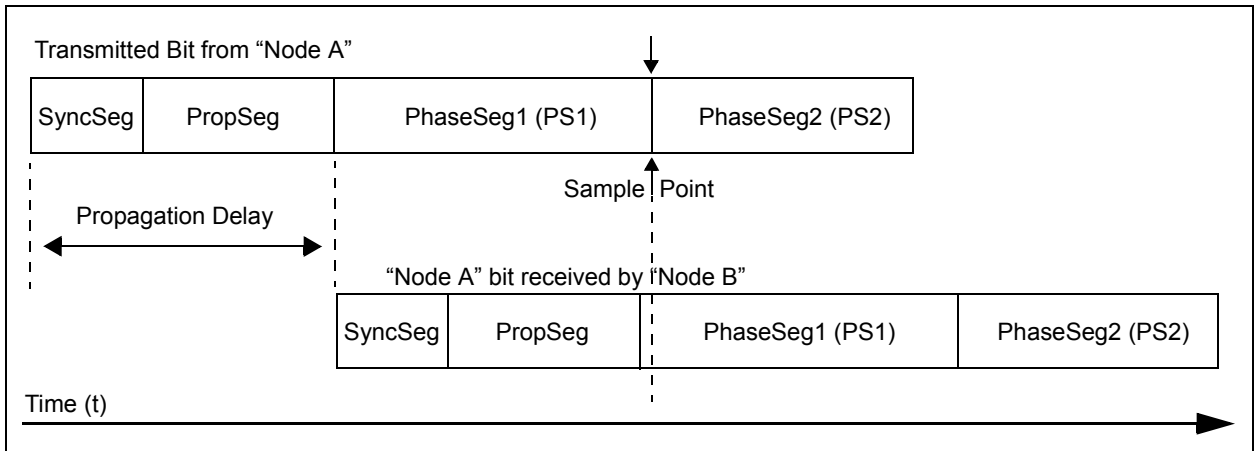 Transmitted Bit from “Node A”
SyncSeg PropSeg PhaseSeg1 (PS1) PhaseSeg2 (PS2)
Sample Point
Propagation Delay
“Node A” bit received by “Node B”
SyncSeg PropSeg PhaseSeg1 (PS1) PhaseSeg2 (PS2)
Time (t)